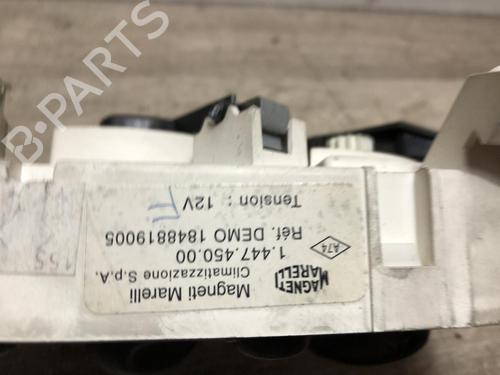 B-PARTS
MAGNETI
MARELLI
Magneti Marelli
Climatizzazione S.p.A.
1.447.450.00
A74
Réf. DEMO 1848819005
Tension : 12V
F